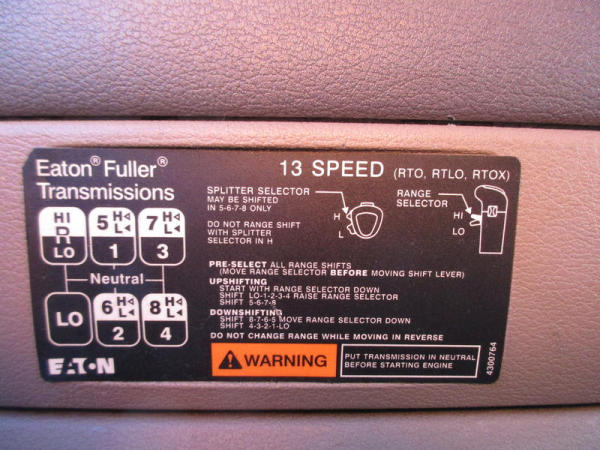 Eaton® Fuller®
Transmissions
13 SPEED (RTO, RTLO, RTOX)
HI
R
LO
5 H
L
1
7 H
L
3
Neutral
LO
6 H
L
2
8 H
L
4
EATON
SPLITTER SELECTOR
MAY BE SHIFTED
IN 5-6-7-8 ONLY
DO NOT RANGE SHIFT
WITH SPLITTER
SELECTOR IN H
H
L
RANGE
SELECTOR
HI
LO
PRE-SELECT ALL RANGE SHIFTS
(MOVE RANGE SELECTOR BEFORE MOVING SHIFT LEVER)
UPSHIFTING
START WITH RANGE SELECTOR DOWN
SHIFT LO-1-2-3-4 RAISE RANGE SELECTOR
SHIFT 5-6-7-8
DOWNSHIFTING
SHIFT 8-7-6-5 MOVE RANGE SELECTOR DOWN
SHIFT 4-3-2-1-LO
DO NOT CHANGE RANGE WHILE MOVING IN REVERSE
WARNING
PUT TRANSMISSION IN NEUTRAL
BEFORE STARTING ENGINE
4300764